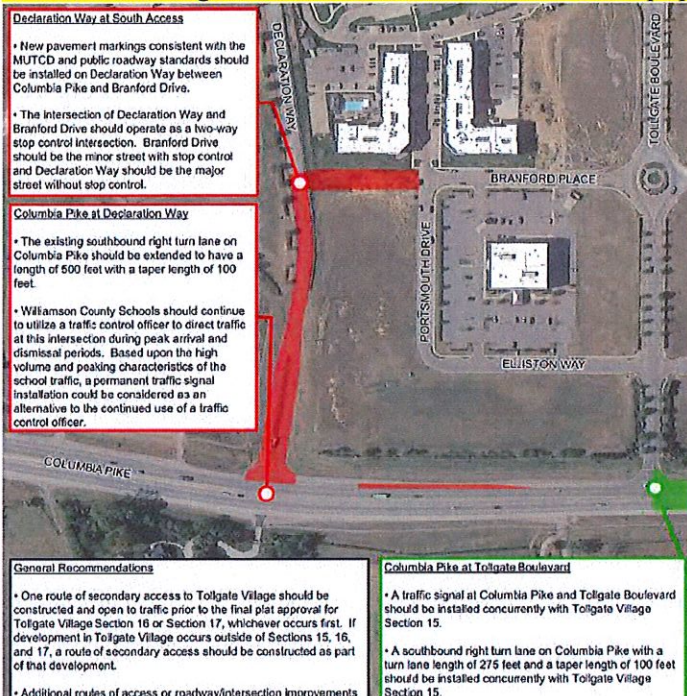 Declaration Way at South Access
• New pavement markings consistent with the
MUTCD and public roadway standards should
be installed on Declaration Way between
Columbia Pike and Branford Drive.
• The intersection of Declaration Way and
Branford Drive should operate as a two-way
stop control intersection. Branford Drive
should be the minor street with stop control
and Declaration Way should be the major
street without stop control.
Columbia Pike at Declaration Way
• The existing southbound right turn lane on
Columbia Pike should be extended to have a
length of 500 feet with a taper length of 100
feet.
• Williamson County Schools should continue
to utilize a traffic control officer to direct traffic
at this intersection during peak arrival and
dismissal periods. Based upon the high
volume and peaking characteristics of the
school traffic, a permanent traffic signal
installation could be considered as an
alternative to the continued use of a traffic
control officer.
DECLARATION WAY
TOLLGATE BOULEVARD
BRANFORD PLACE
PORTSMOUTH DRIVE
ELLISTON WAY
COLUMBIA PIKE
General Recommendations
• One route of secondary access to Tollgate Village should be
constructed and open to traffic prior to the final plat approval for
Tollgate Village Section 16 or Section 17, whichever occurs first. If
development in Tollgate Village occurs outside of Sections 15, 16,
and 17, a route of secondary access should be constructed as part
of that development.
• Additional routes of access or roadway/intersection improvements
Columbia Pike at Tollgate Boulevard
• A traffic signal at Columbia Pike and Tollgate Boulevard
should be installed concurrently with Tollgate Village
Section 15.
• A southbound right turn lane on Columbia Pike with a
turn lane length of 275 feet and a taper length of 100 feet
should be installed concurrently with Tollgate Village
Section 15.